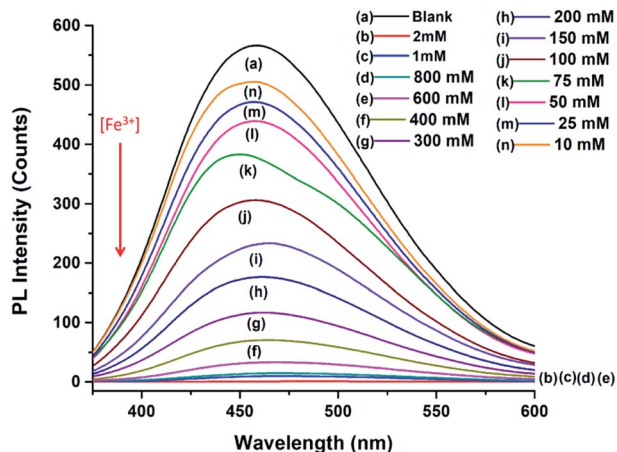 (a) Blank
(b) 2mM
(c) 1mM
(d) 800 mM
(e) 600 mM
(f) 400 mM
(g) 300 mM
(h) 200 mM
(i) 150 mM
(j) 100 mM
(k) 75 mM
(l) 50 mM
(m) 25 mM
(n) 10 mM
PL Intensity (Counts)
600
500
400
300
200
100
0
[Fe³⁺]
(a)
(n)
(m)
(l)
(k)
(j)
(i)
(h)
(g)
(f)
(b) (c) (d) (e)
400
450
500
550
600
Wavelength (nm)